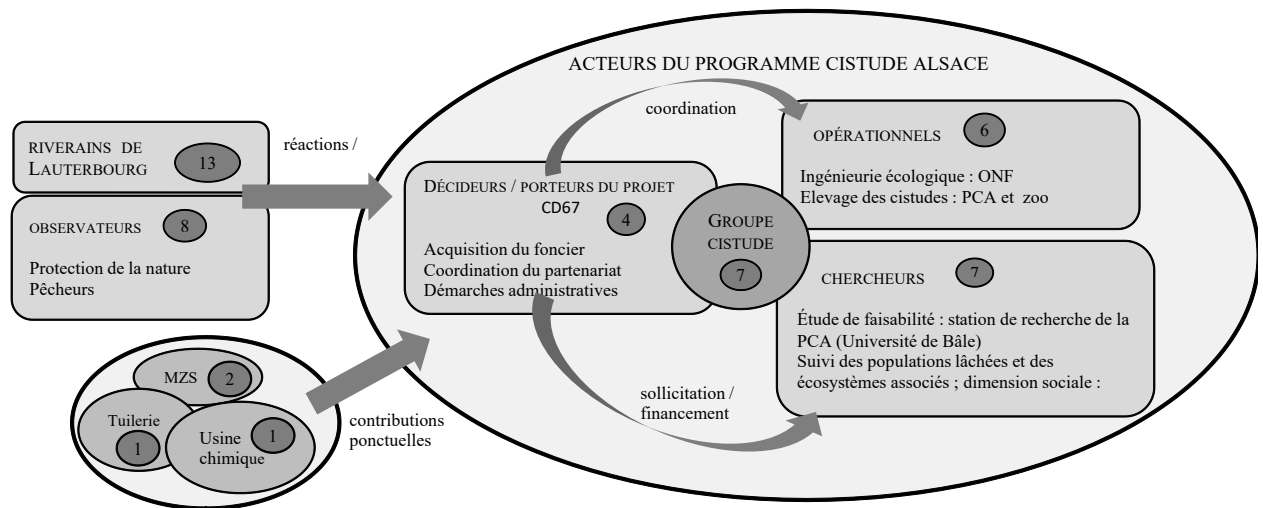 ACTEURS DU PROGRAMME CISTUDE ALSACE
RIVERAINS DE
LAUTERBOURG
13
réactions /
OBSERVATEURS
8
Protection de la nature
Pêcheurs
MZS
2
Tuilerie
1
Usine
chimique
1
contributions
ponctuelles
DÉCIDEURS / PORTEURS DU PROJET
CD67
4
Acquisition du foncier
Coordination du partenariat
Démarches administratives
coordination
GROUPE
CISTUDE
7
OPÉRATIONNELS
6
Ingénieurie écologique : ONF
Elevage des cistudes : PCA et zoo
CHERCHEURS
7
Étude de faisabilité : station de recherche de la
PCA (Université de Bâle)
Suivi des populations lâchées et des
écosystèmes associés ; dimension sociale :
sollicitation /
financement